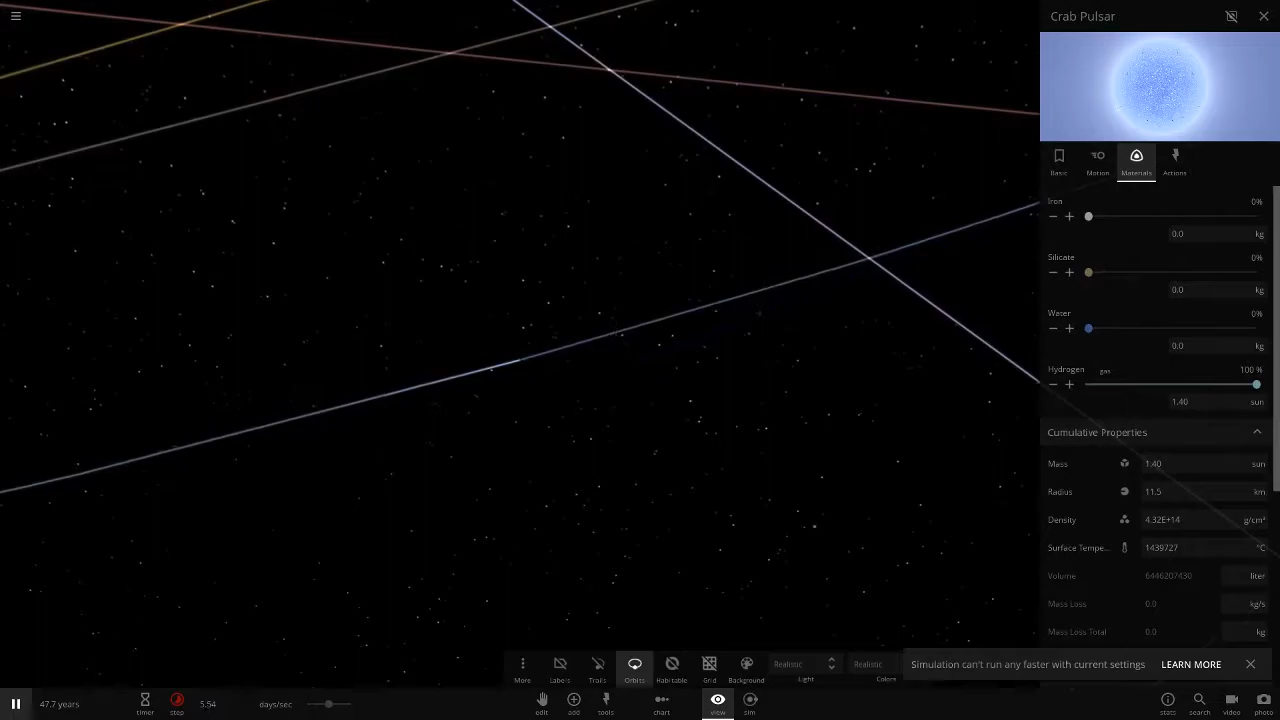 Crab Pulsar
Basic Motion Materials Actions
Iron 0%
0.0 kg
Silicate 0%
0.0 kg
Water 0%
0.0 kg
Hydrogen gas 100 %
1.40 sun
Cumulative Properties
Mass 1.40 sun
Radius 11.5 km
Density 4.32E+14 g/cm³
Surface Tempe... 1439727 °C
Volume 6446207430 liter
Mass Loss 0.0 kg/s
Mass Loss Total 0.0 kg
Simulation can't run any faster with current settings LEARN MORE
Realistic Realistic
More Labels Trails Orbits Habitable Grid Background Light Colors
47.7 years timer step 5.54 days/sec edit add tools chart view sim stats search video photo